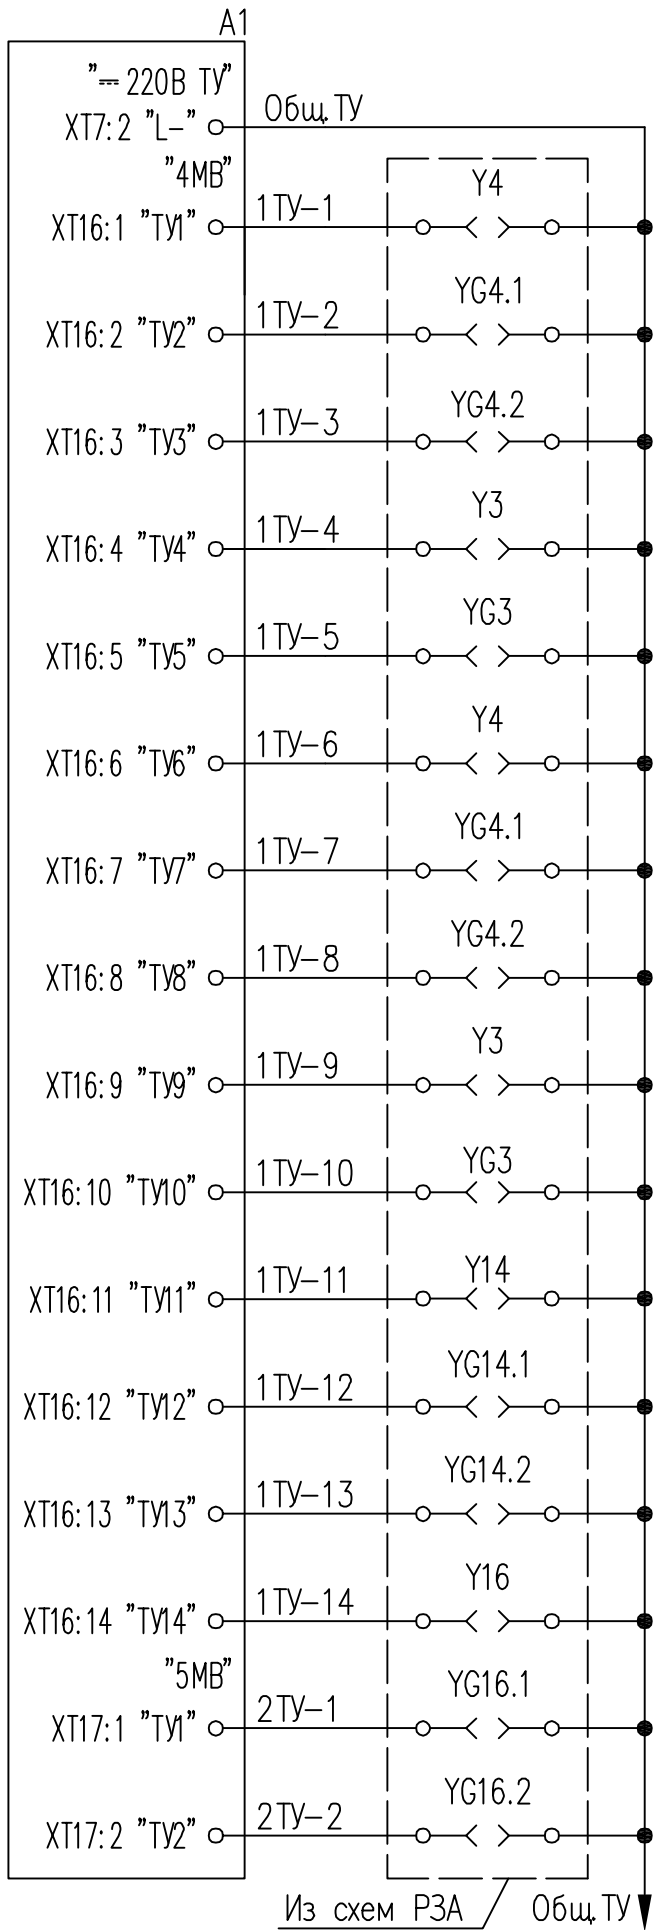 A1
"⎓ 220В ТУ"
XT7:2 "L-" Общ.ТУ
"4МВ"
XT16:1 "ТУ1" 1ТУ-1 Y4
XT16:2 "ТУ2" 1ТУ-2 YG4.1
XT16:3 "ТУ3" 1ТУ-3 YG4.2
XT16:4 "ТУ4" 1ТУ-4 Y3
XT16:5 "ТУ5" 1ТУ-5 YG3
XT16:6 "ТУ6" 1ТУ-6 Y4
XT16:7 "ТУ7" 1ТУ-7 YG4.1
XT16:8 "ТУ8" 1ТУ-8 YG4.2
XT16:9 "ТУ9" 1ТУ-9 Y3
XT16:10 "ТУ10" 1ТУ-10 YG3
XT16:11 "ТУ11" 1ТУ-11 Y14
XT16:12 "ТУ12" 1ТУ-12 YG14.1
XT16:13 "ТУ13" 1ТУ-13 YG14.2
XT16:14 "ТУ14" 1ТУ-14 Y16
"5МВ"
XT17:1 "ТУ1" 2ТУ-1 YG16.1
XT17:2 "ТУ2" 2ТУ-2 YG16.2
Из схем РЗА Общ.ТУ